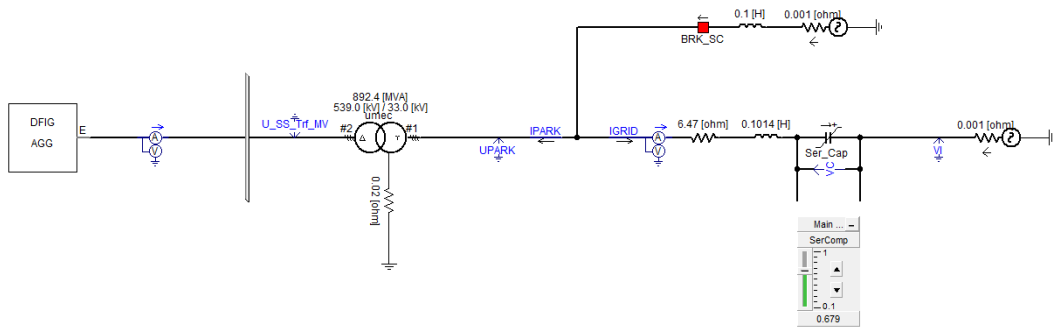 0.1 [H]
0.001 [ohm]
BRK_SC
892.4 [MVA]
539.0 [kV] / 33.0 [kV]
umec
DFIG
AGG
E
A
V
U_SS_Trf_MV
#2
#1
UPARK
IPARK
IGRID
A
V
6.47 [ohm]
0.1014 [H]
Ser_Cap
VC
VI
0.001 [ohm]
0.02 [ohm]
Main ...
SerComp
1
0.1
0.679